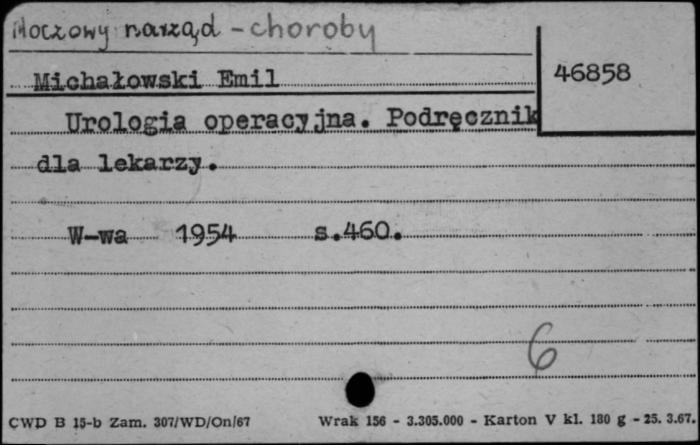 Moczowy narząd - choroby
46858
Michałowski Emil
Urologia operacyjna. Podręcznik
dla lekarzy.
W-wa 1954 s.460.
6
CWD B 15-b Zam. 307/WD/On/67 Wrak 156 - 3.305.000 - Karton V kl. 180 g - 25. 3.67.